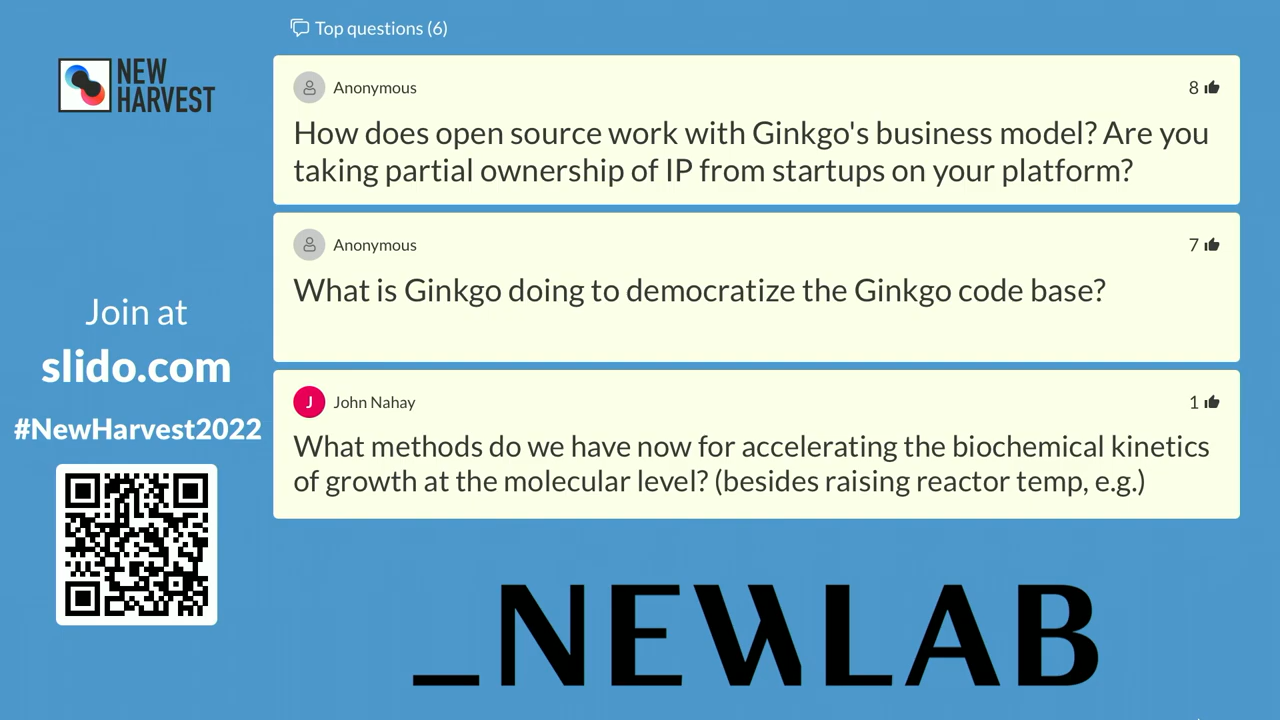 Top questions (6)
NEW
HARVEST
Anonymous
8
How does open source work with Ginkgo's business model? Are you
taking partial ownership of IP from startups on your platform?
Anonymous
7
What is Ginkgo doing to democratize the Ginkgo code base?
Join at
slido.com
#NewHarvest2022
J
John Nahay
1
What methods do we have now for accelerating the biochemical kinetics
of growth at the molecular level? (besides raising reactor temp, e.g.)
_NEWLAB